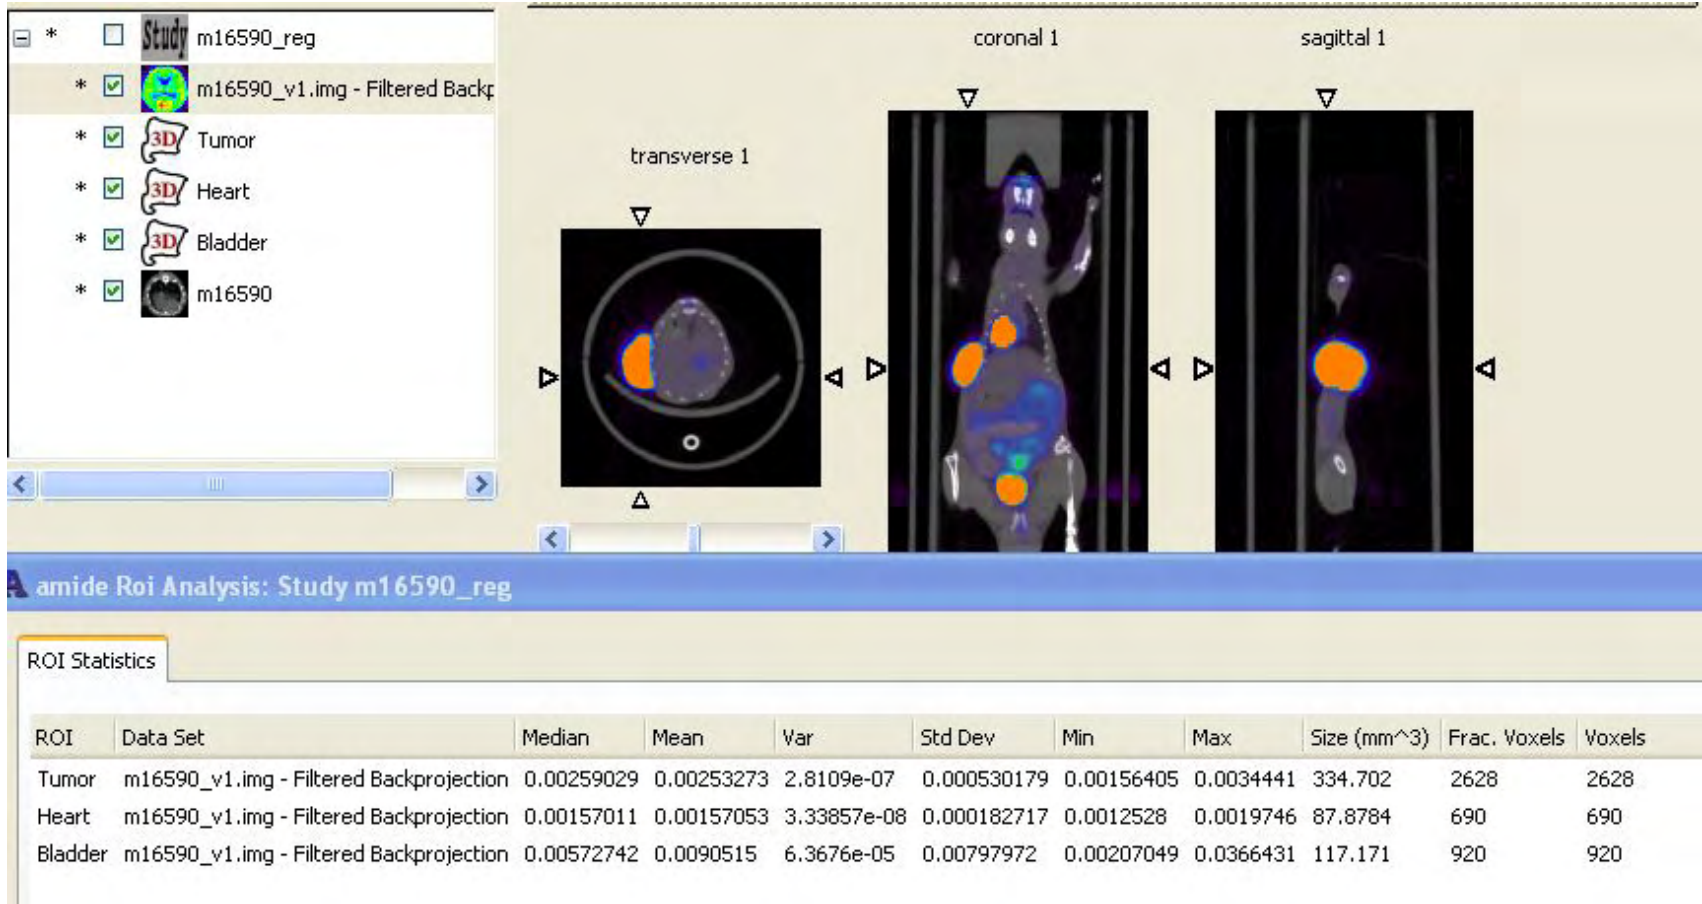 * Study m16590_reg
* m16590_v1.img - Filtered Backp
* 3D Tumor
* 3D Heart
* 3D Bladder
* m16590
coronal 1
sagittal 1
transverse 1
amide Roi Analysis: Study m16590_reg
ROI Statistics
ROI Data Set Median Mean Var Std Dev Min Max Size (mm^3) Frac. Voxels Voxels
Tumor m16590_v1.img - Filtered Backprojection 0.00259029 0.00253273 2.8109e-07 0.000530179 0.00156405 0.0034441 334.702 2628 2628
Heart m16590_v1.img - Filtered Backprojection 0.00157011 0.00157053 3.33857e-08 0.000182717 0.0012528 0.0019746 87.8784 690 690
Bladder m16590_v1.img - Filtered Backprojection 0.00572742 0.0090515 6.3676e-05 0.00797972 0.00207049 0.0366431 117.171 920 920